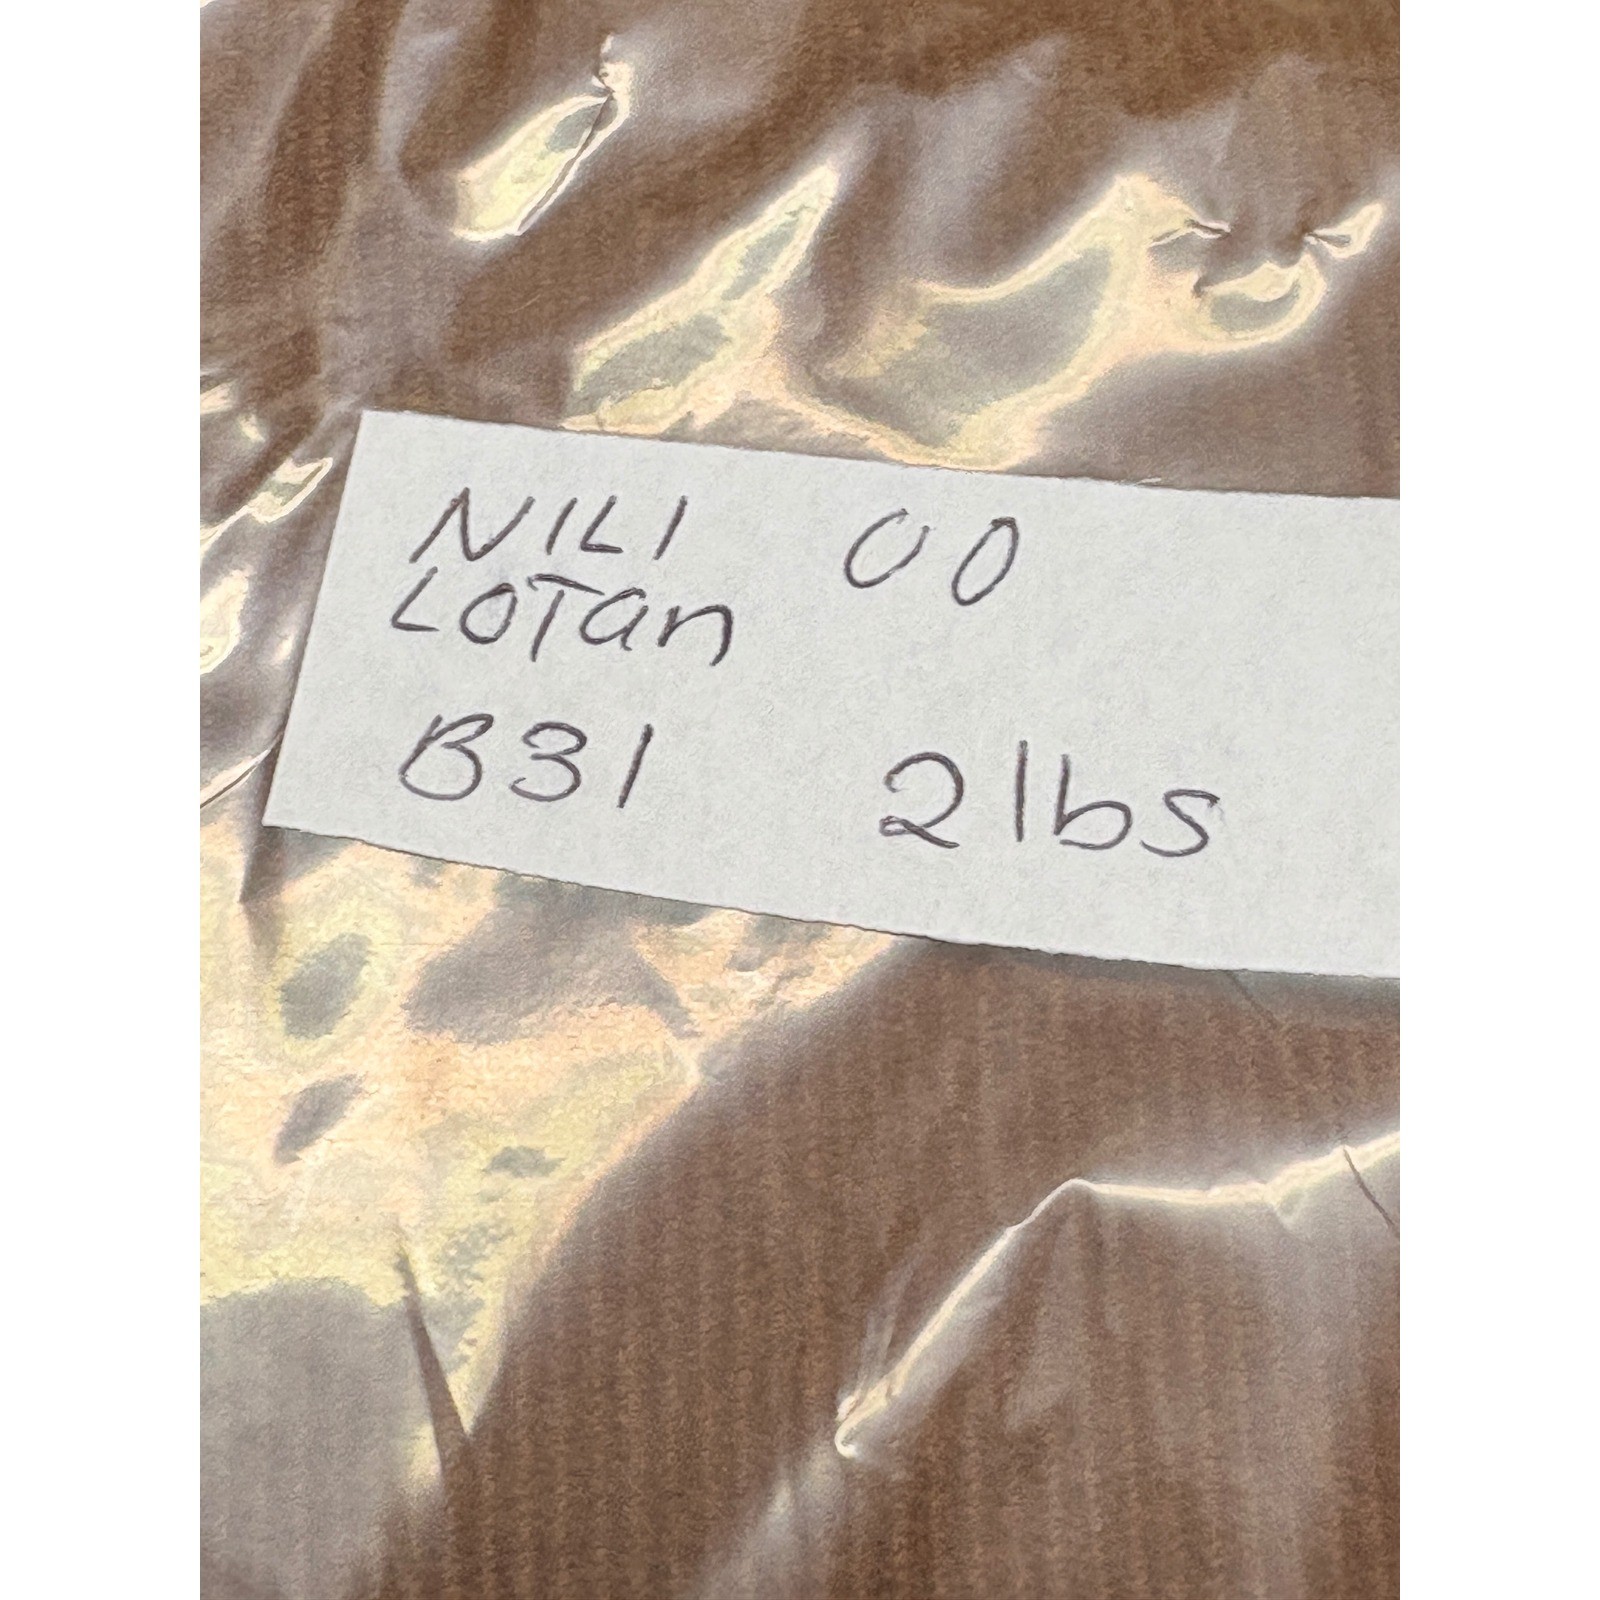 NILI 00
LOTan
B31 2lbs